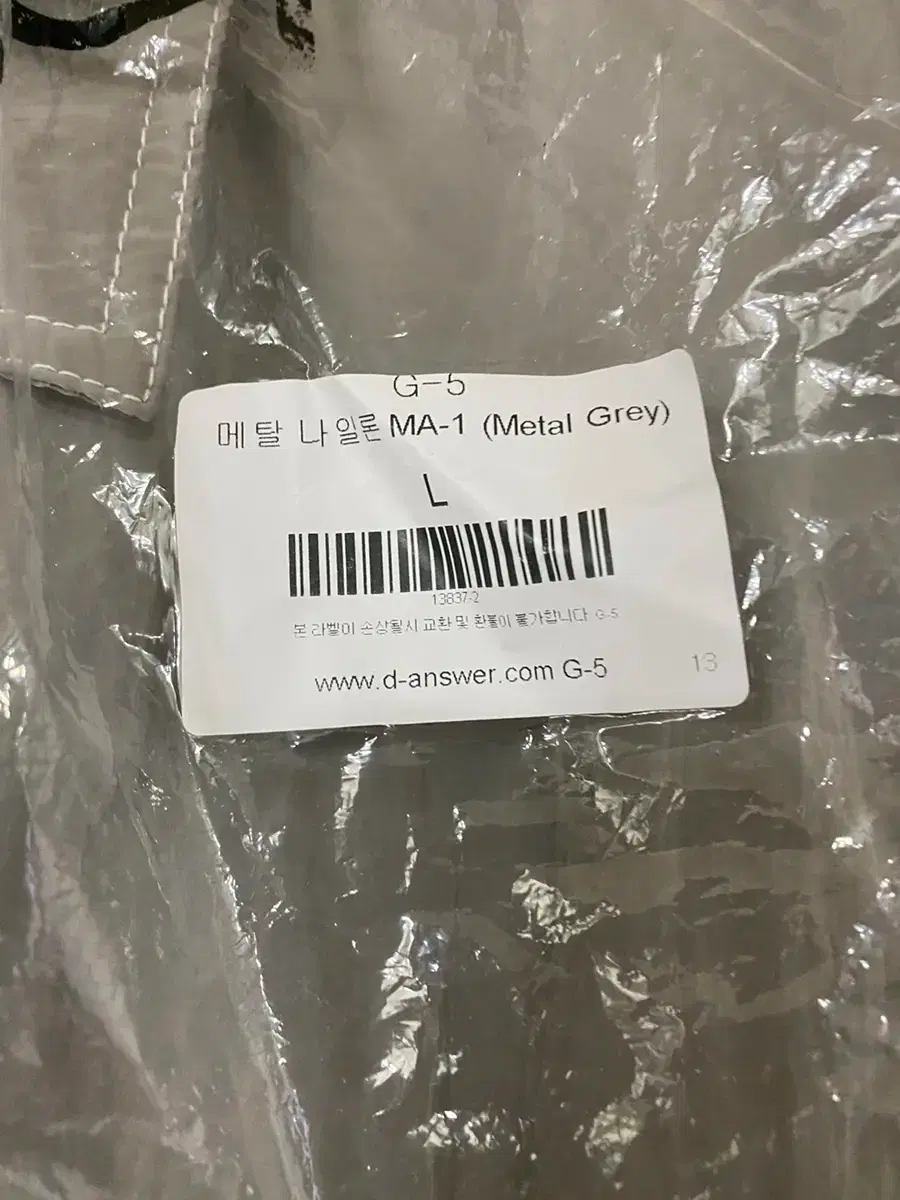 G-5
메탈 나일론 MA-1 (Metal Grey)
L
13837-2
본 라벨이 손상될시 교환 및 환불이 불가합니다 G-5
www.d-answer.com G-5
13